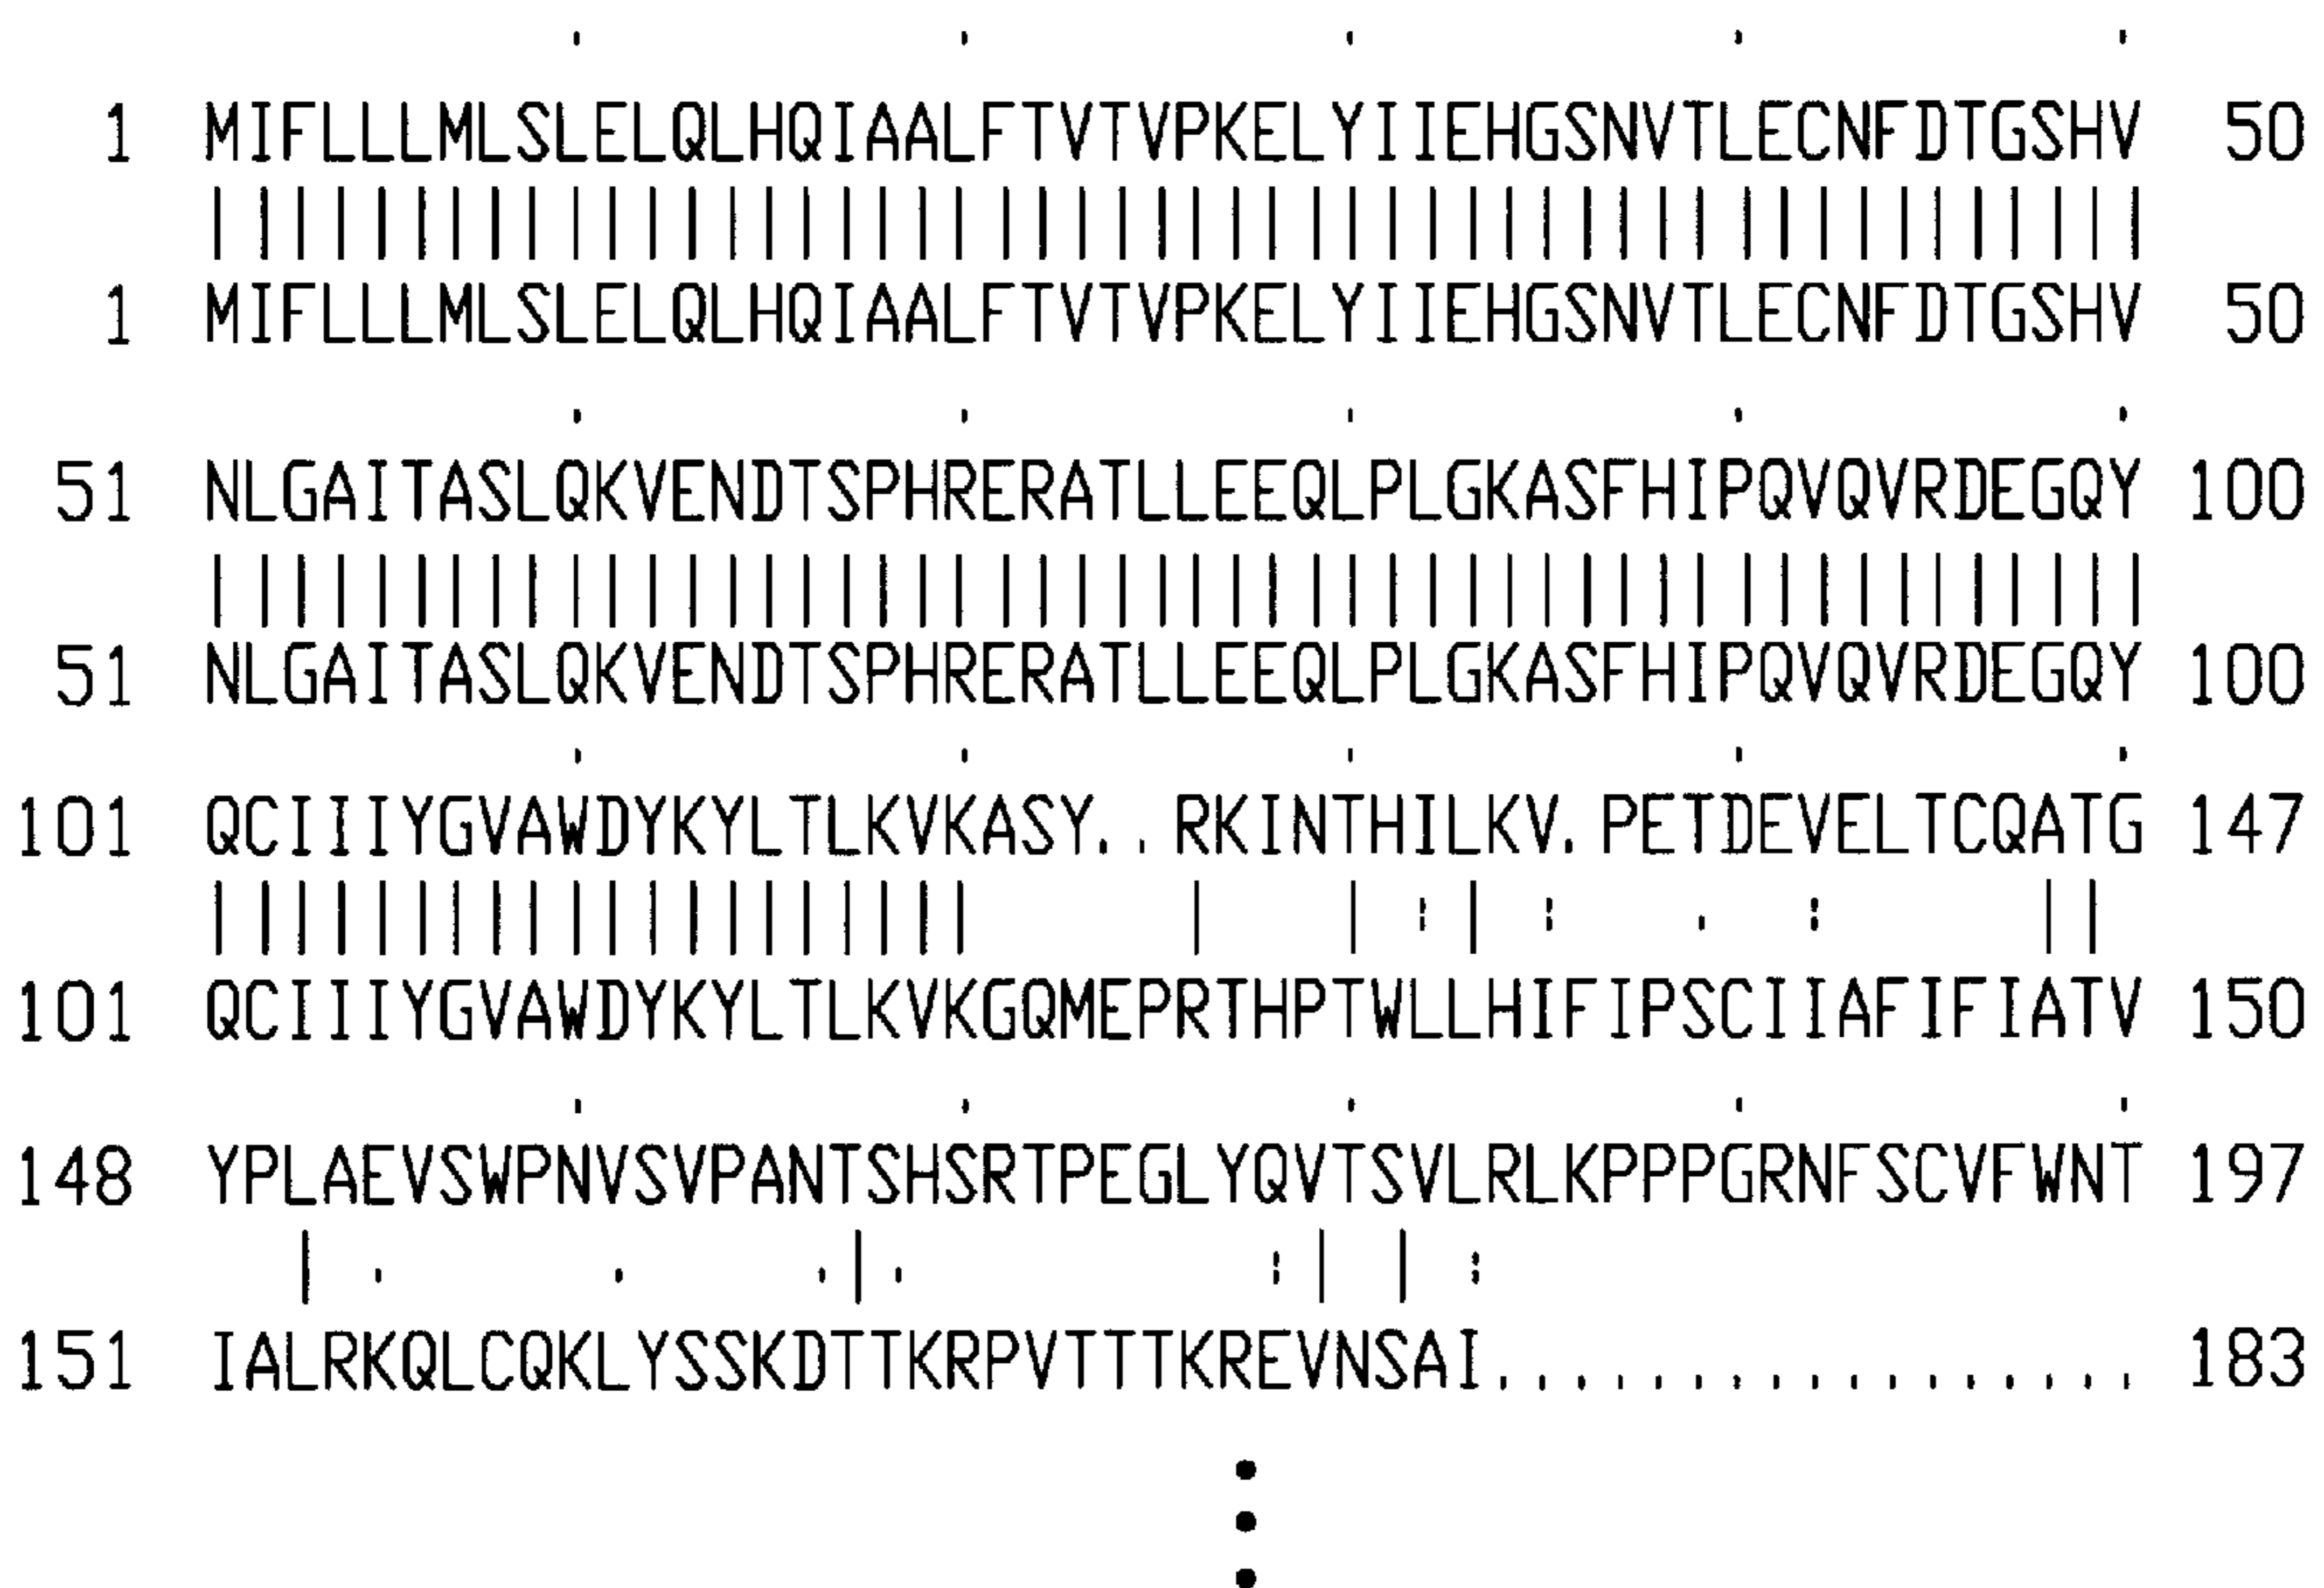 1 MIFLLLMLSLELQLHQIAALFTVTVPKELYIIEHGSNVTLECNFDTGSHV 50
1 MIFLLLMLSLELQLHQIAALFTVTVPKELYIIEHGSNVTLECNFDTGSHV 50
51 NLGAITASLQKVENDTSPHRERATLLEEQLPLGKASFHIPQVQVRDEGQY 100
51 NLGAITASLQKVENDTSPHRERATLLEEQLPLGKASFHIPQVQVRDEGQY 100
101 QCIIIYGVAWDYKYLTLKVKASY..RKINTHILKV.PETDEVELTCQATG 147
101 QCIIIYGVAWDYKYLTLKVKGQMEPRTHPTWLLHIFIPSCIIAFIFIATV 150
148 YPLAEVSWPNVSVPANTSHSRTPEGLYQVTSVLRLKPPPGRNFSCVFWNT 197
151 IALRKQLCQKLYSSKDTTKRPVTTTKREVNSAI................. 183